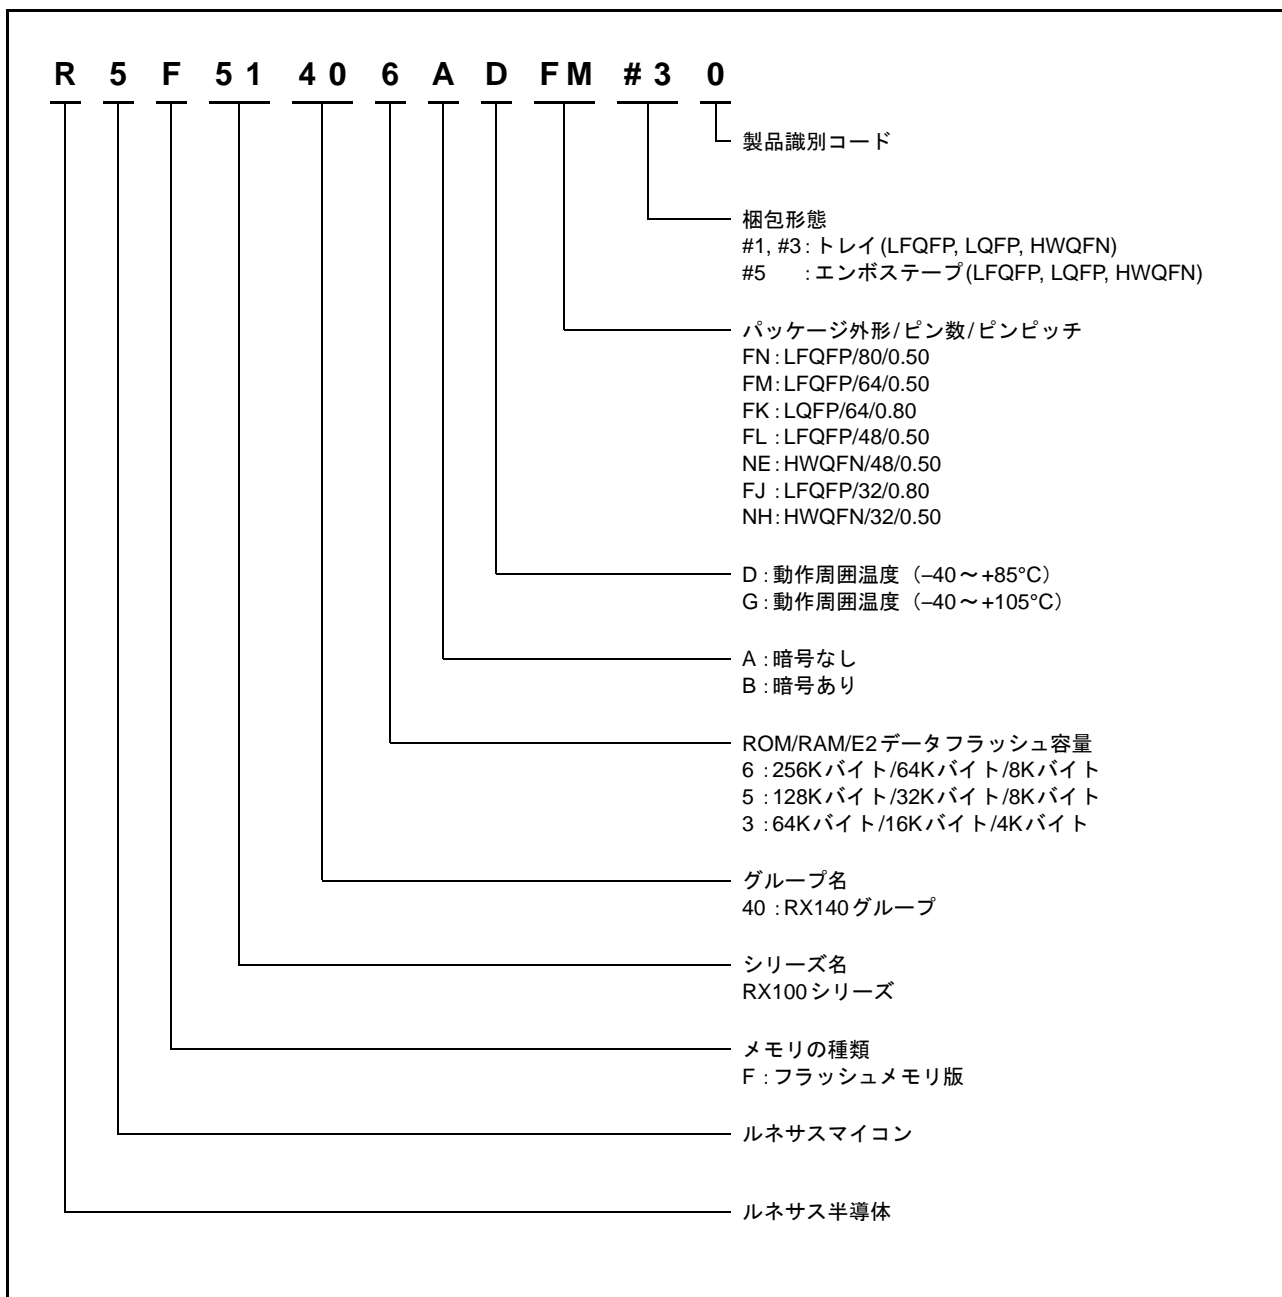 R 5 F 51 40 6 A D FM #3 0
製品識別コード
梱包形態
#1, #3 : トレイ(LFQFP, LQFP, HWQFN)
#5 : エンボステープ(LFQFP, LQFP, HWQFN)
パッケージ外形/ピン数/ピンピッチ
FN : LFQFP/80/0.50
FM : LFQFP/64/0.50
FK : LQFP/64/0.80
FL : LFQFP/48/0.50
NE : HWQFN/48/0.50
FJ : LFQFP/32/0.80
NH : HWQFN/32/0.50
D : 動作周囲温度（–40～+85°C）
G : 動作周囲温度（–40～+105°C）
A : 暗号なし
B : 暗号あり
ROM/RAM/E2データフラッシュ容量
6 : 256Kバイト/64Kバイト/8Kバイト
5 : 128Kバイト/32Kバイト/8Kバイト
3 : 64Kバイト/16Kバイト/4Kバイト
グループ名
40 : RX140グループ
シリーズ名
RX100シリーズ
メモリの種類
F : フラッシュメモリ版
ルネサスマイコン
ルネサス半導体